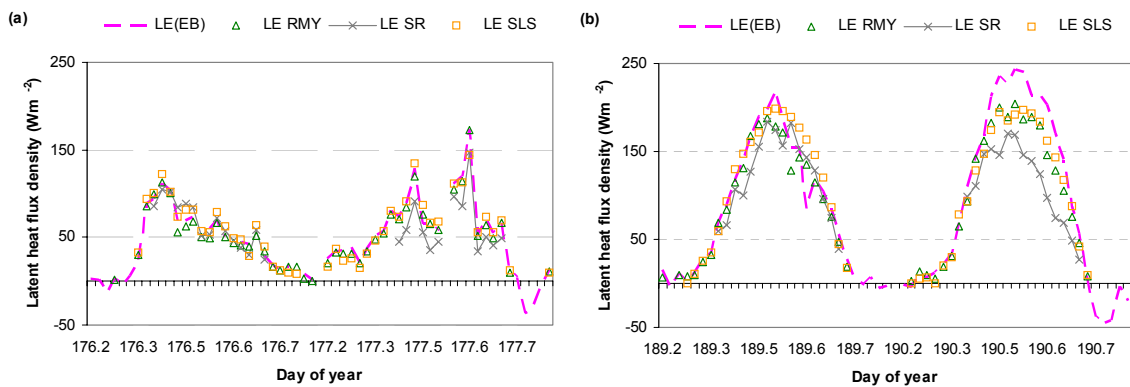 (a)
LE(EB) LE RMY LE SR LE SLS
Latent heat flux density (Wm -2)
250
150
50
-50
176.2 176.3 176.5 176.6 176.7 177.2 177.3 177.5 177.6 177.7
Day of year
(b)
LE(EB) LE RMY LE SR LE SLS
Latent heat flux density (Wm -2)
250
150
50
-50
189.2 189.3 189.5 189.6 189.7 190.2 190.3 190.5 190.6 190.7
Day of year